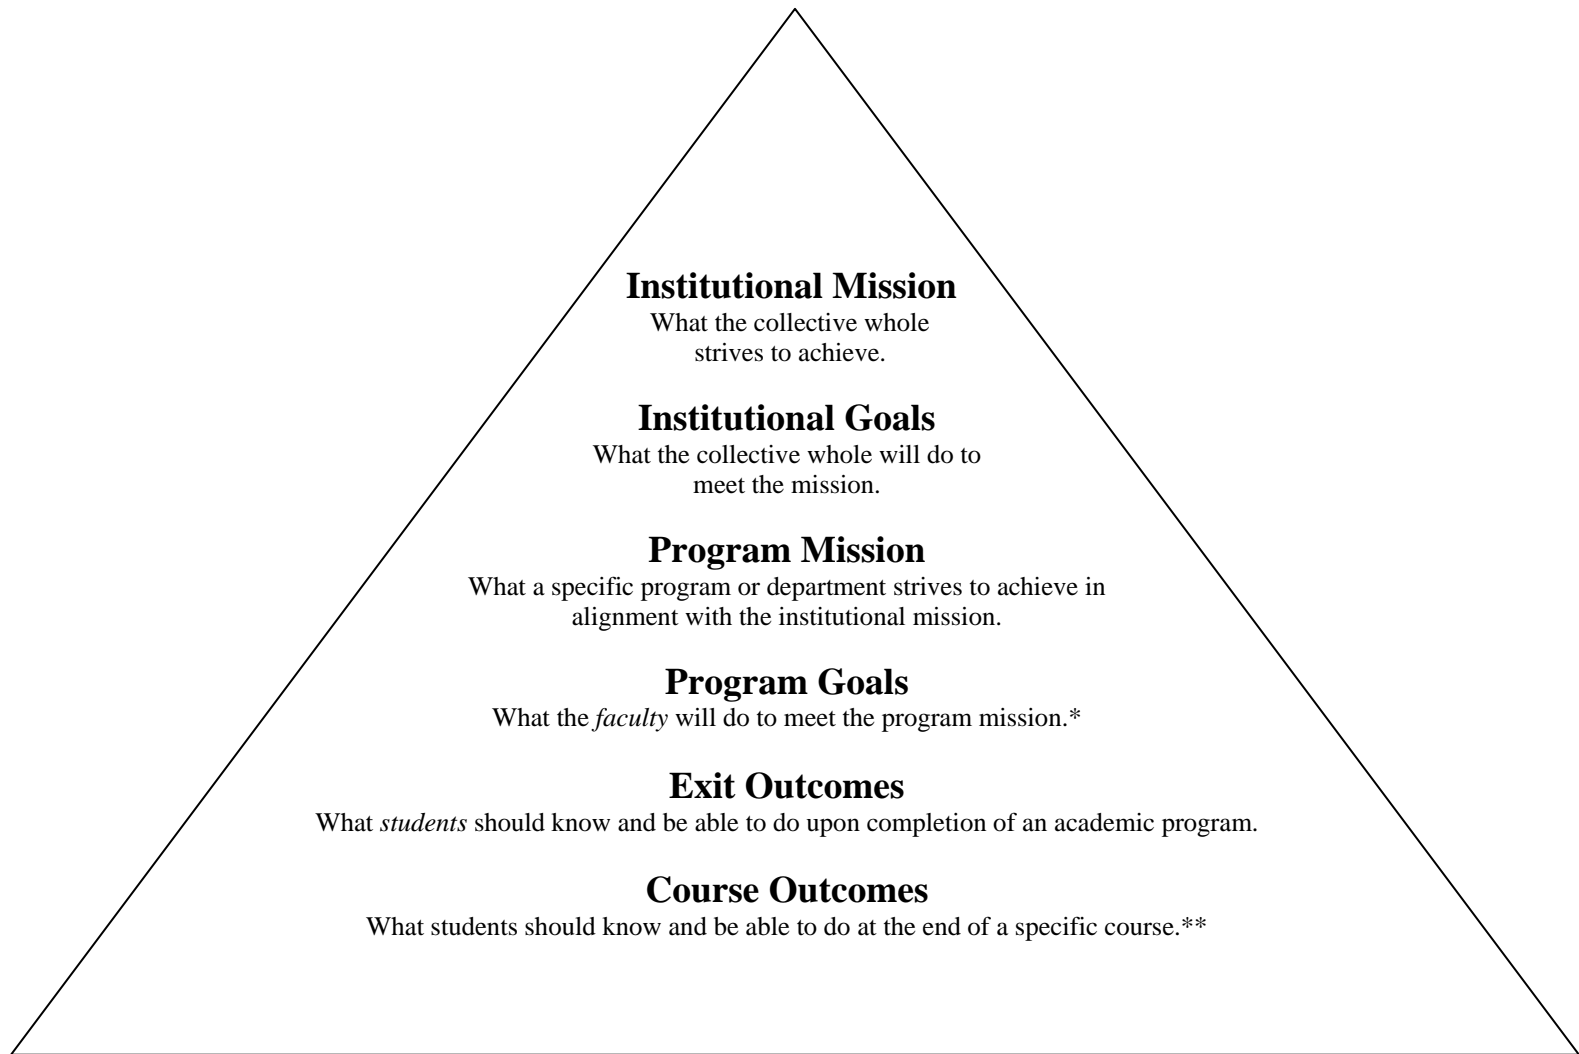 Institutional Mission
What the collective whole
strives to achieve.
Institutional Goals
What the collective whole will do to
meet the mission.
Program Mission
What a specific program or department strives to achieve in
alignment with the institutional mission.
Program Goals
What the faculty will do to meet the program mission.*
Exit Outcomes
What students should know and be able to do upon completion of an academic program.
Course Outcomes
What students should know and be able to do at the end of a specific course.**